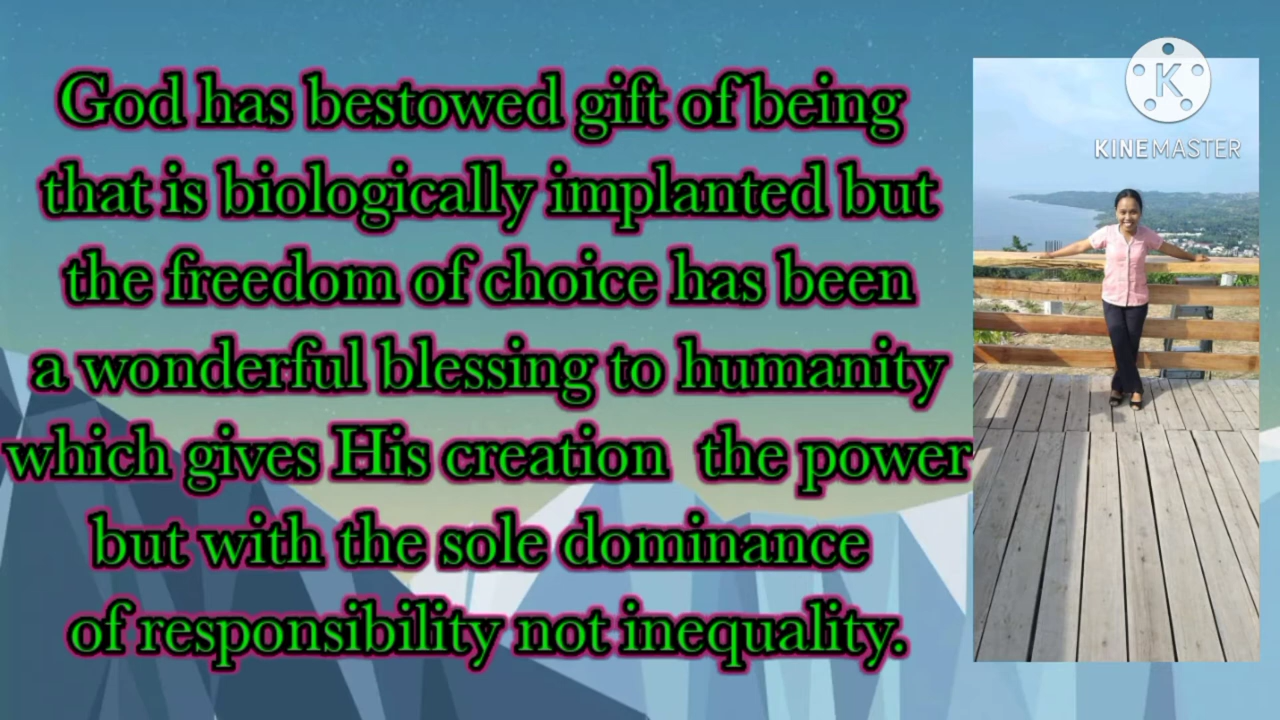 God has bestowed gift of being
that is biologically implanted but
the freedom of choice has been
a wonderful blessing to humanity
which gives His creation the power
but with the sole dominance
of responsibility not inequality.
K
KINEMASTER